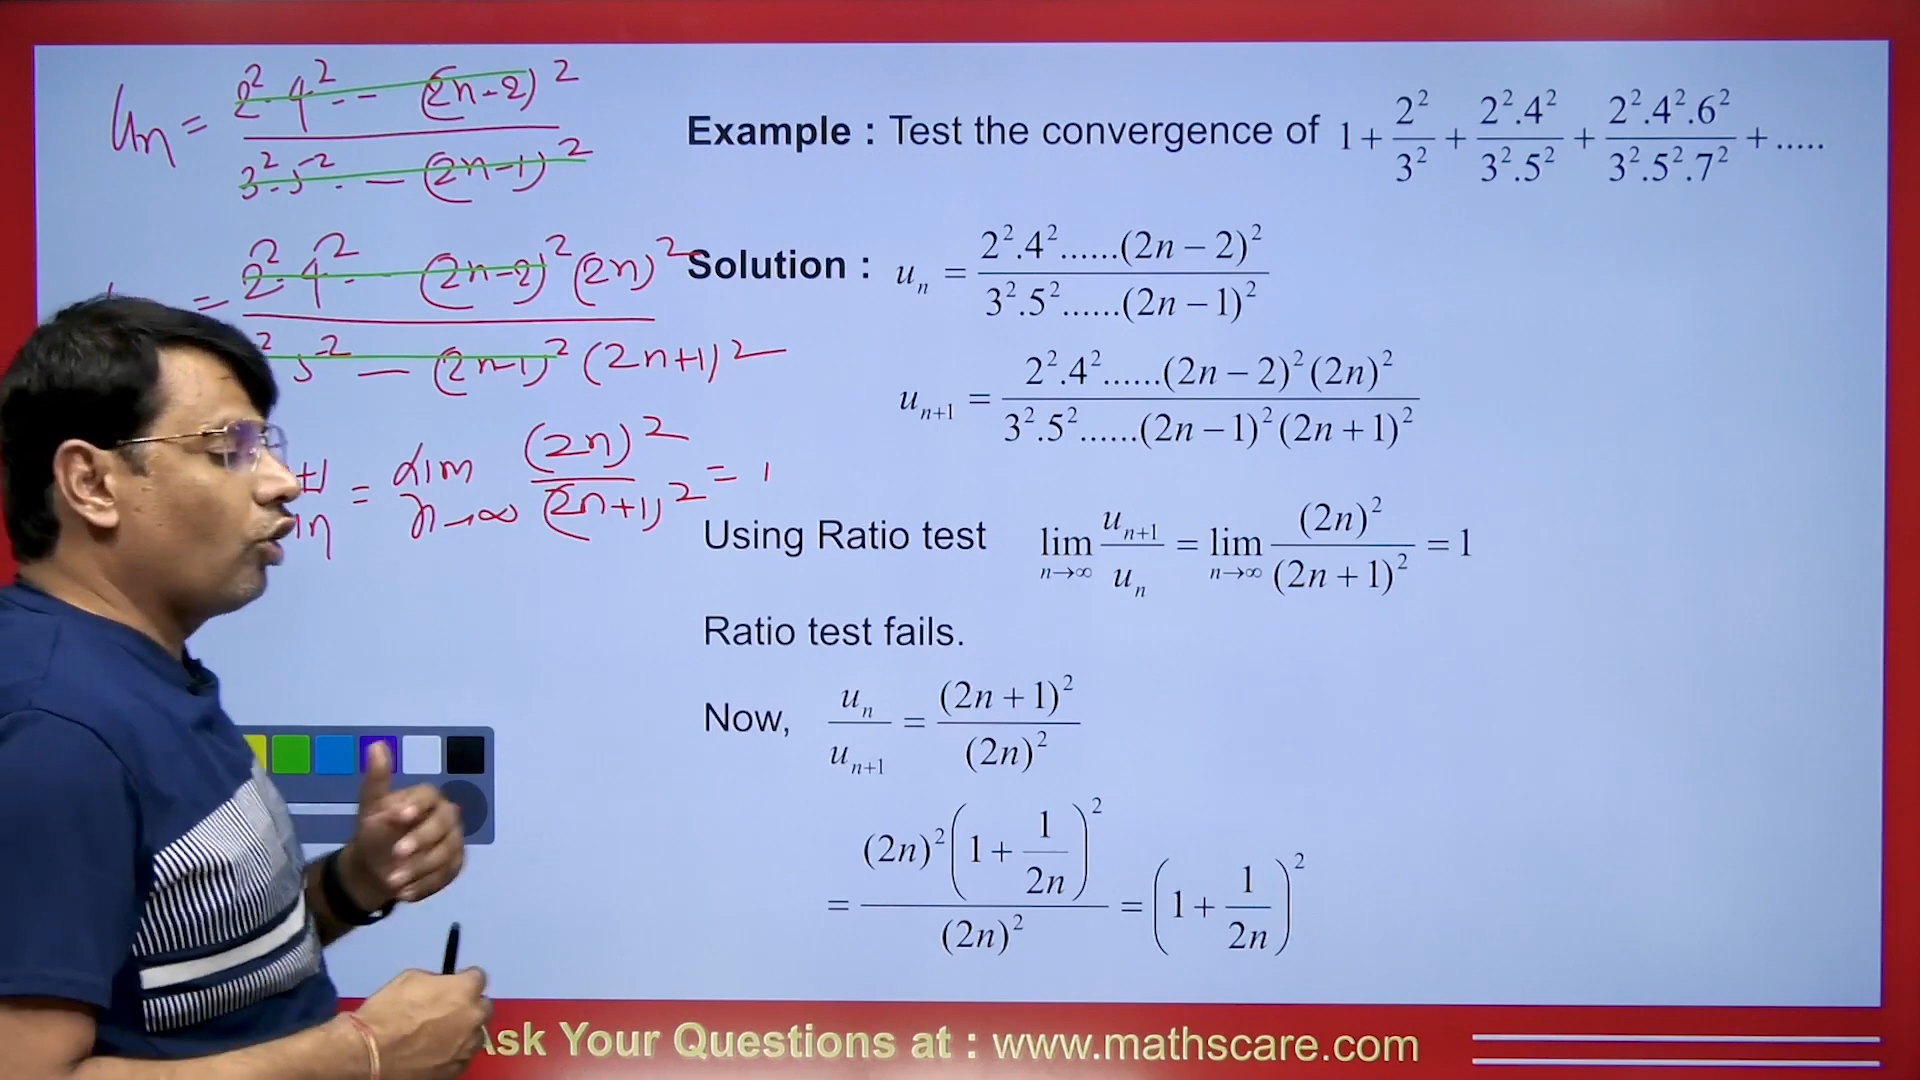 uₙ = 2².4².-- (2n-2)² / 3².5². — (2n-1)²
= 2².4².-- (2n-2)² (2n)² / ² 5² — (2n-1)² (2n+1)²
+1 / n = lim n→∞ (2n)² / (2n+1)² = 1
Example : Test the convergence of 1 + 2²/3² + 2².4²/3².5² + 2².4².6²/3².5².7² + .....
Solution : uₙ = 2².4²......(2n − 2)² / 3².5²......(2n − 1)²
uₙ₊₁ = 2².4²......(2n − 2)²(2n)² / 3².5²......(2n − 1)²(2n + 1)²
Using Ratio test lim n→∞ uₙ₊₁/uₙ = lim n→∞ (2n)²/(2n + 1)² = 1
Ratio test fails.
Now, uₙ/uₙ₊₁ = (2n + 1)²/(2n)²
= (2n)²(1 + 1/2n)² / (2n)² = (1 + 1/2n)²
Ask Your Questions at : www.mathscare.com